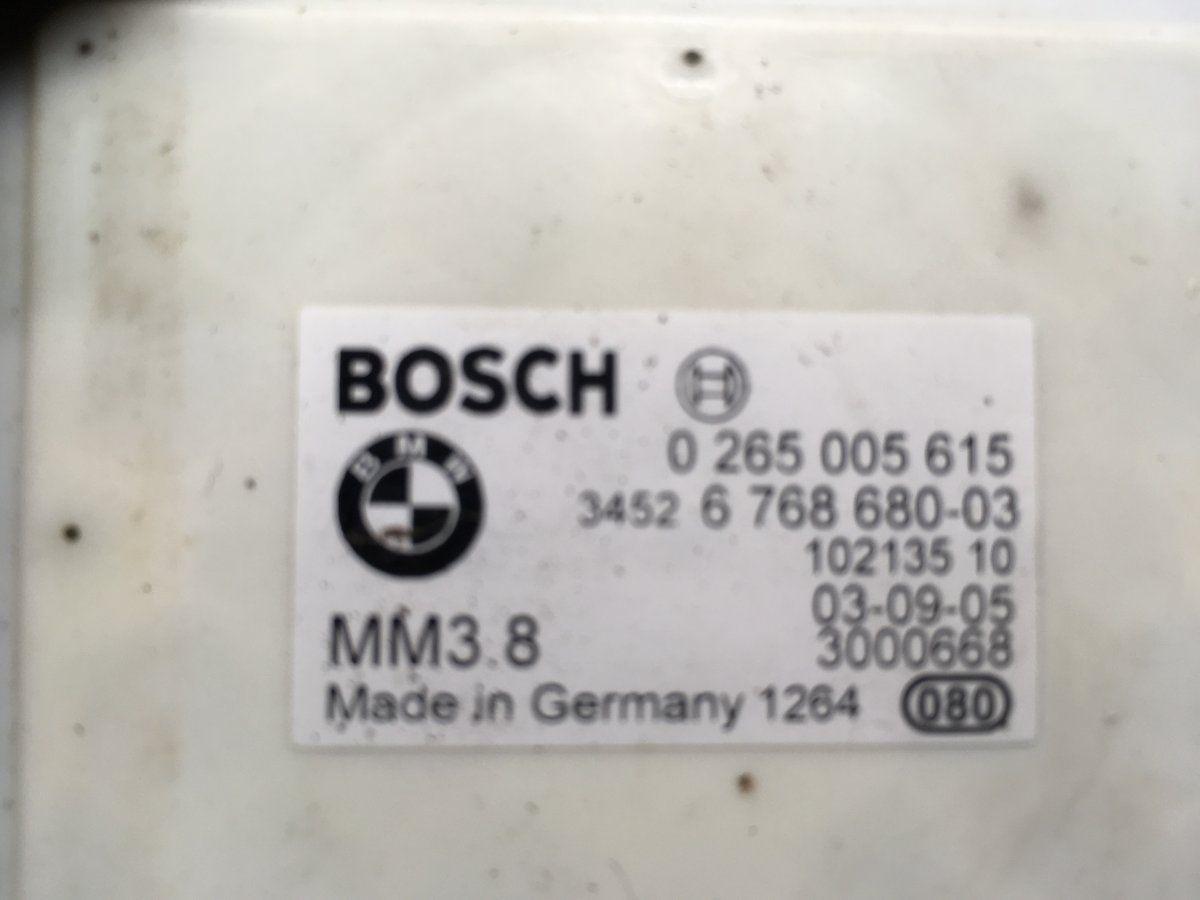 BOSCH
0 265 005 615
BMW
3452 6 768 680-03
102135 10
03-09-05
MM3.8
3000668
Made in Germany 1264 080